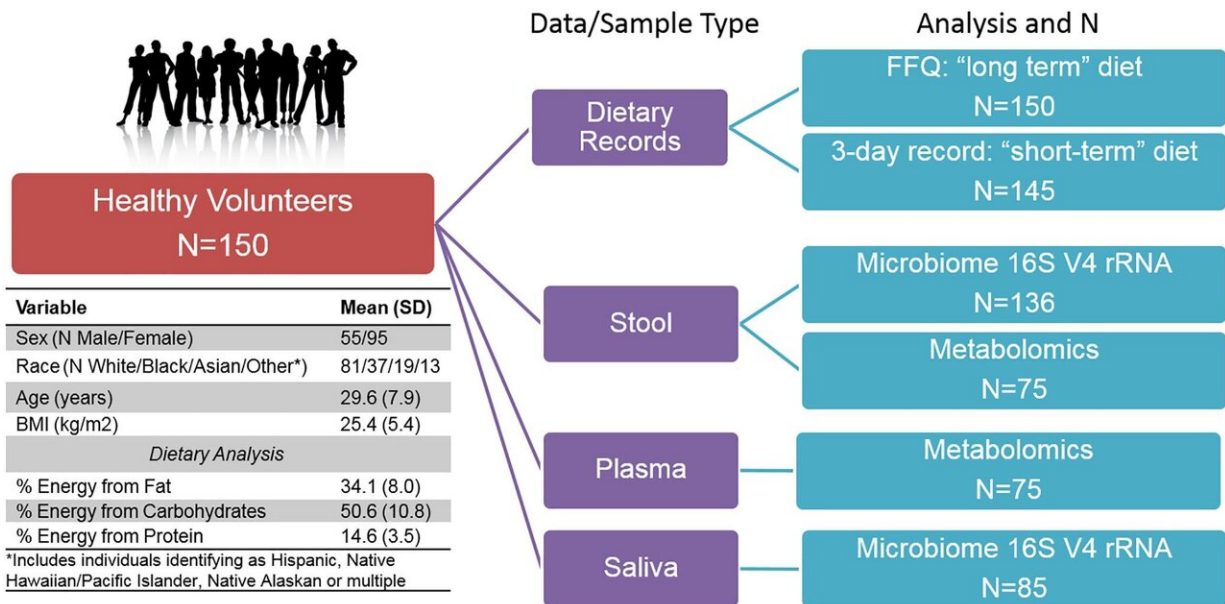 Data/Sample Type
Analysis and N
Healthy Volunteers
N=150
Variable Mean (SD)
Sex (N Male/Female) 55/95
Race (N White/Black/Asian/Other*) 81/37/19/13
Age (years) 29.6 (7.9)
BMI (kg/m2) 25.4 (5.4)
Dietary Analysis
% Energy from Fat 34.1 (8.0)
% Energy from Carbohydrates 50.6 (10.8)
% Energy from Protein 14.6 (3.5)
*Includes individuals identifying as Hispanic, Native
Hawaiian/Pacific Islander, Native Alaskan or multiple
Dietary
Records
FFQ: “long term” diet
N=150
3-day record: “short-term” diet
N=145
Stool
Microbiome 16S V4 rRNA
N=136
Metabolomics
N=75
Plasma
Metabolomics
N=75
Saliva
Microbiome 16S V4 rRNA
N=85